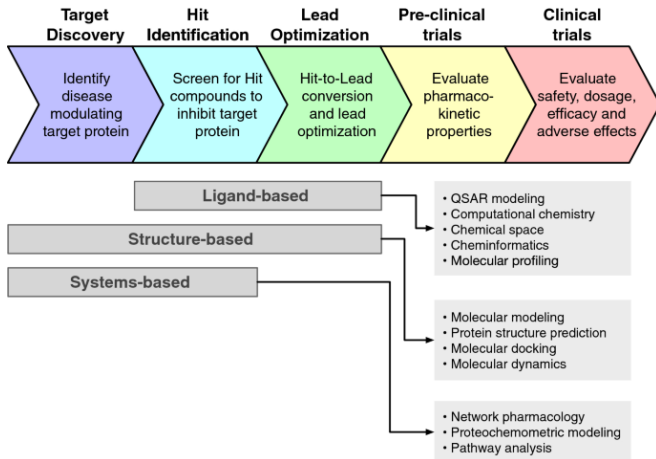 Target
Discovery
Hit
Identification
Lead
Optimization
Pre-clinical
trials
Clinical
trials
Identify
disease
modulating
target protein
Screen for Hit
compounds to
inhibit target
protein
Hit-to-Lead
conversion
and lead
optimization
Evaluate
pharmaco-
kinetic
properties
Evaluate
safety, dosage,
efficacy and
adverse effects
Ligand-based
Structure-based
Systems-based
• QSAR modeling
• Computational chemistry
• Chemical space
• Cheminformatics
• Molecular profiling
• Molecular modeling
• Protein structure prediction
• Molecular docking
• Molecular dynamics
• Network pharmacology
• Proteochemometric modeling
• Pathway analysis